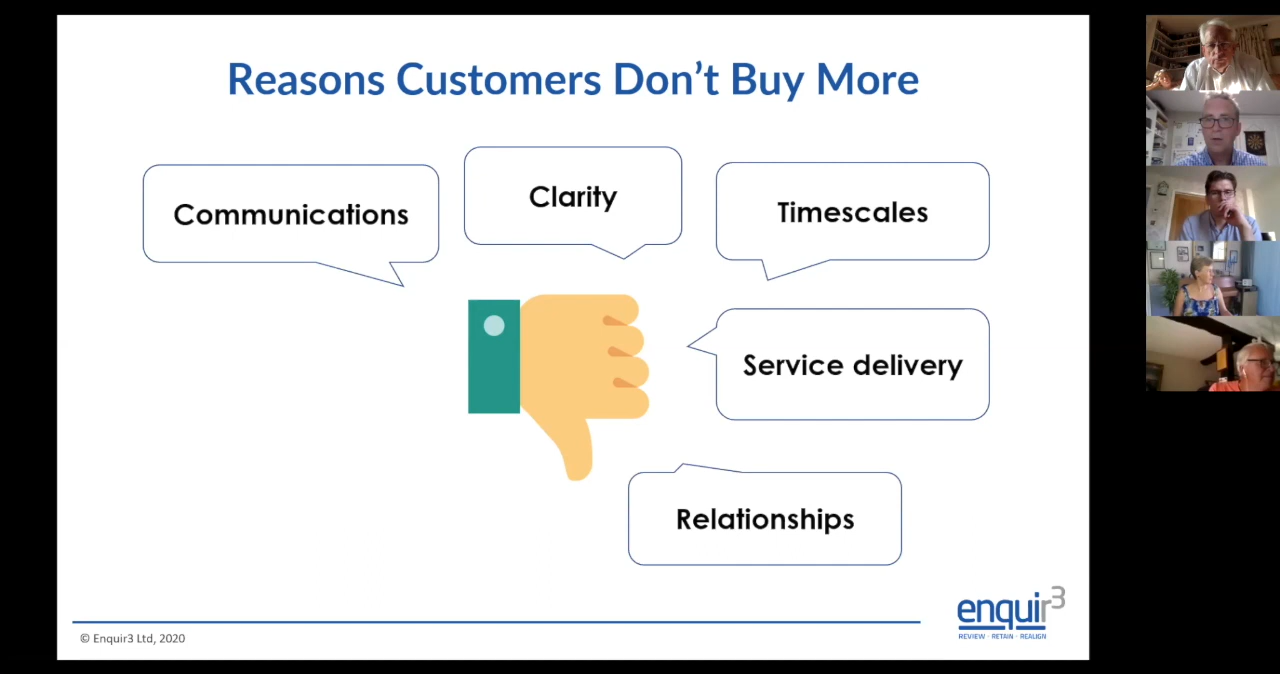 Reasons Customers Don't Buy More
Communications
Clarity
Timescales
Service delivery
Relationships
enquir3
REVIEW · RETAIN · REALIGN
© Enquir3 Ltd, 2020